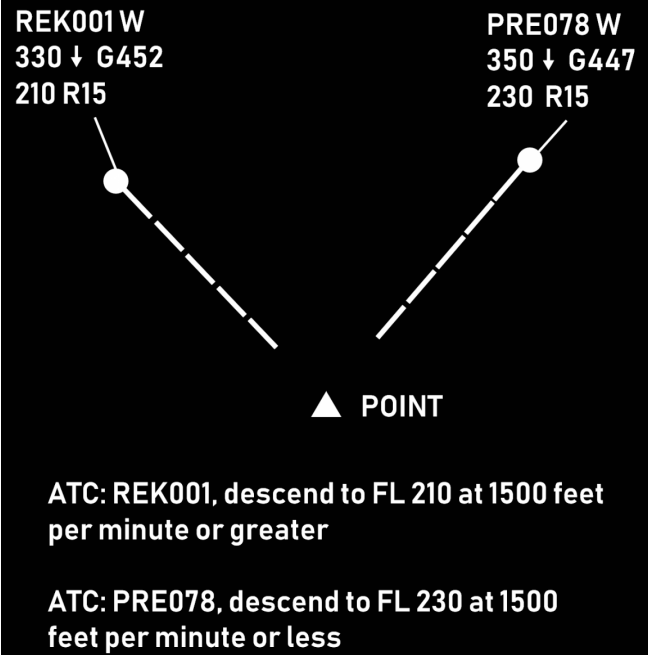 REK001 W
330 ↓ G452
210 R15
PRE078 W
350 ↓ G447
230 R15
POINT
ATC: REK001, descend to FL 210 at 1500 feet
per minute or greater
ATC: PRE078, descend to FL 230 at 1500
feet per minute or less